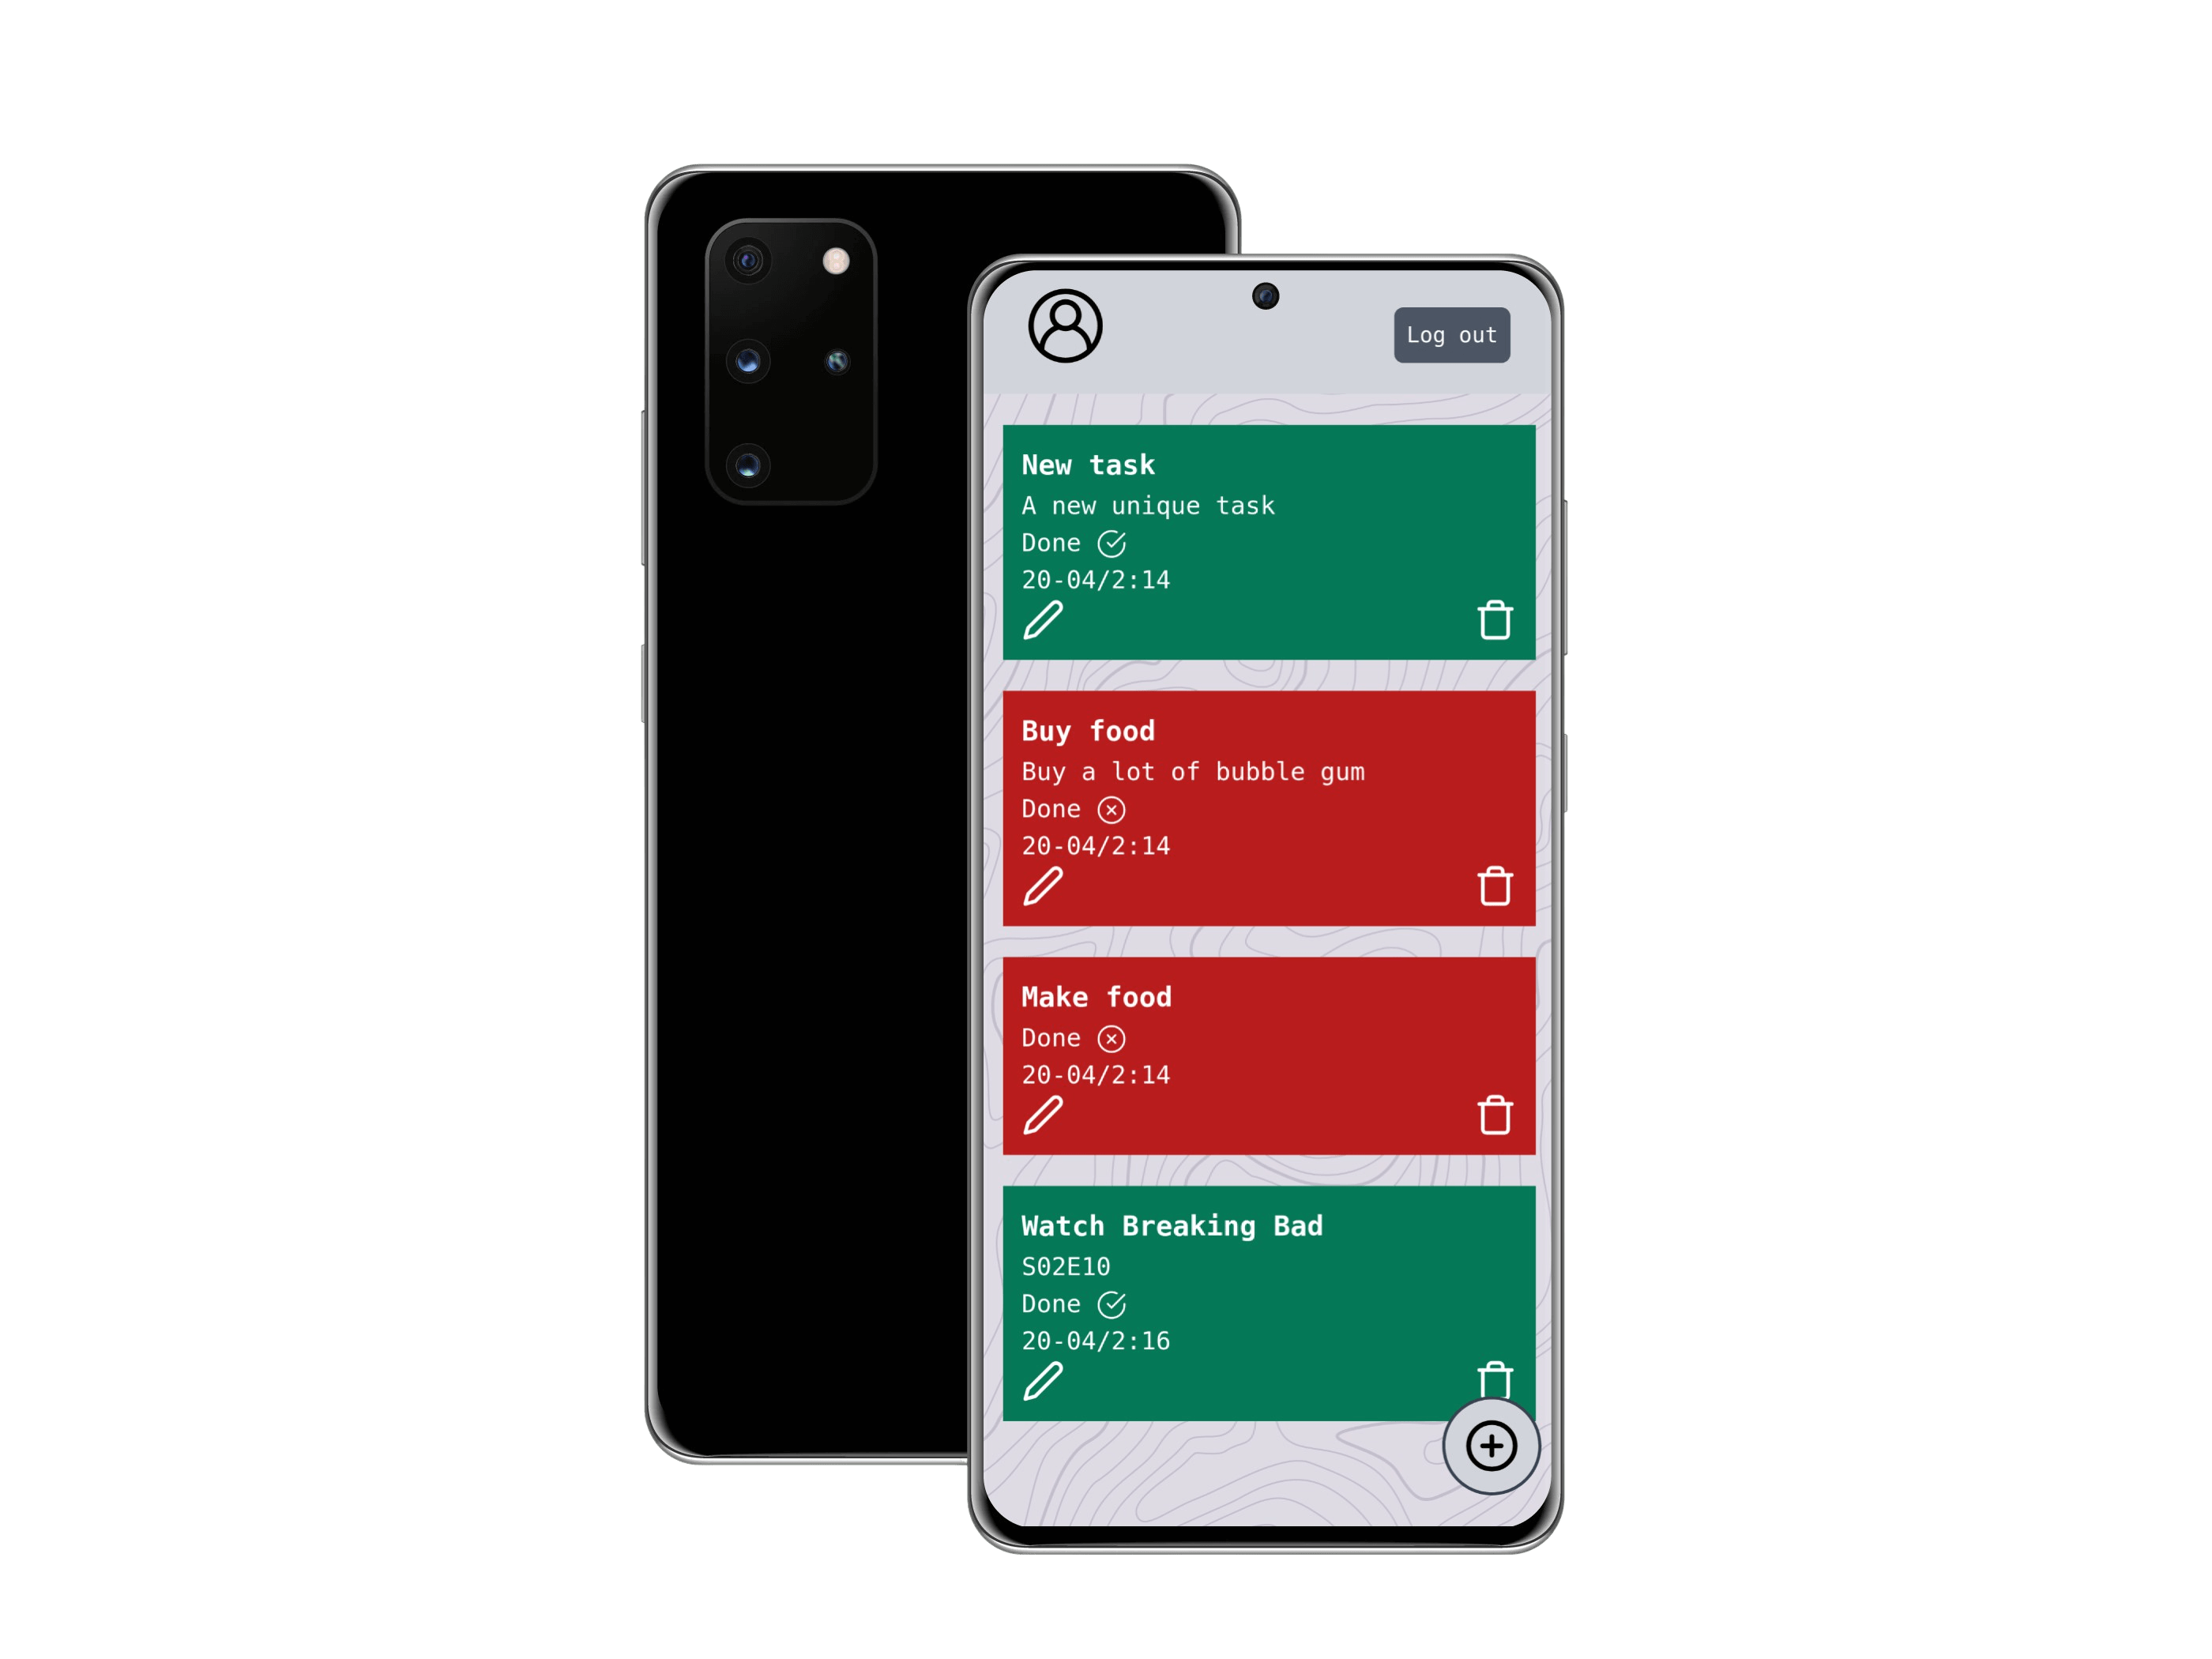 Log out
New task
A new unique task
Done
20-04/2:14
Buy food
Buy a lot of bubble gum
Done
20-04/2:14
Make food
Done
20-04/2:14
Watch Breaking Bad
S02E10
Done
20-04/2:16